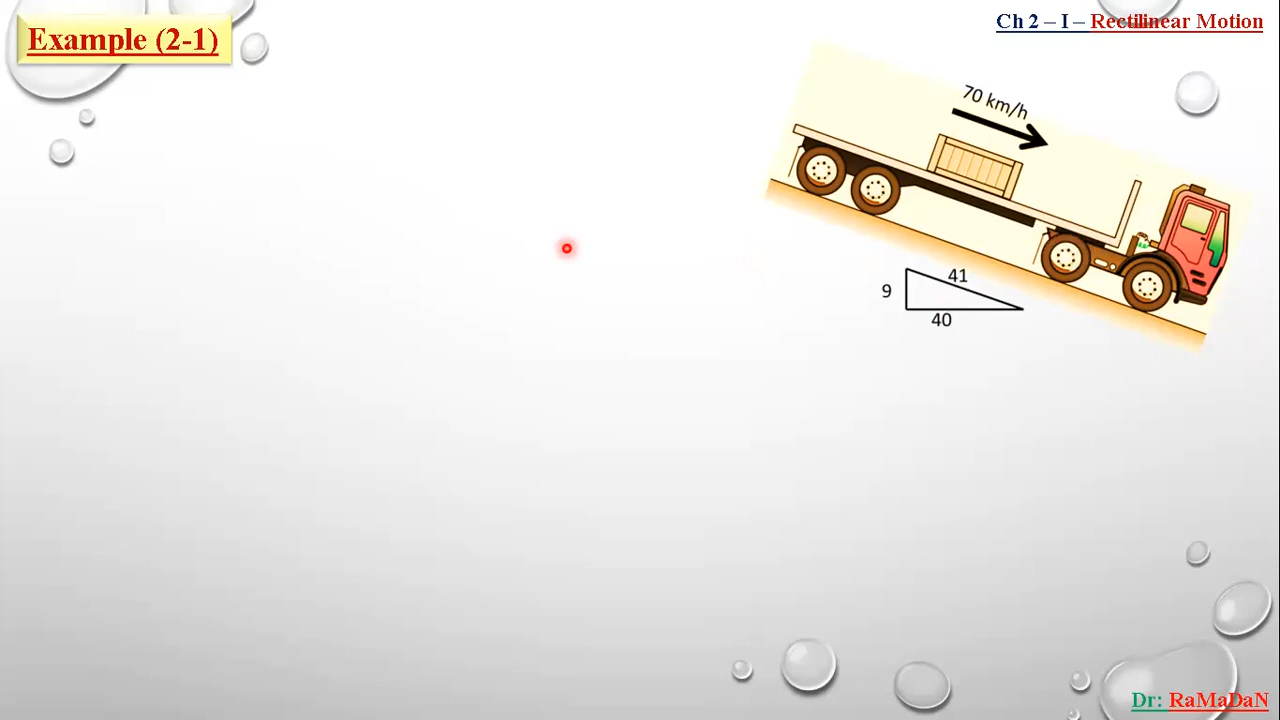 Example (2-1)
Ch 2 – I – Rectilinear Motion
70 km/h
41
9
40
Dr: RaMaDaN